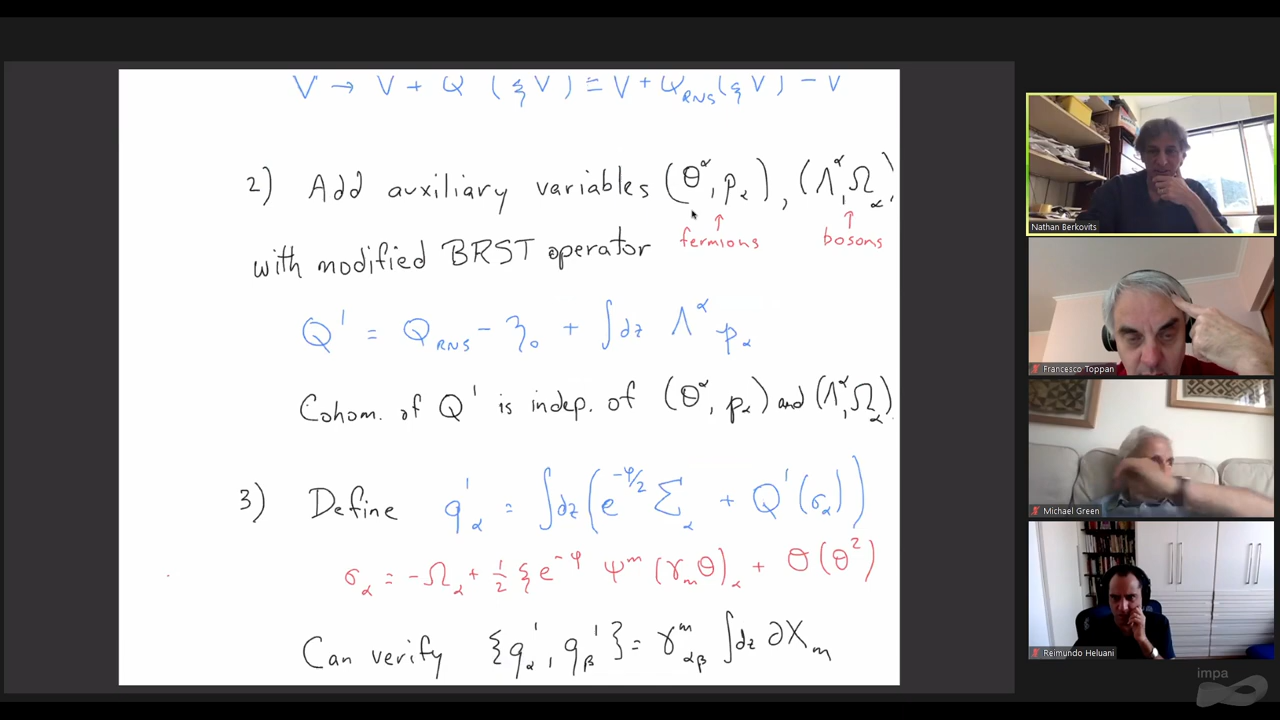 V → V + Q (ξV) ≡ V + Q_RNS(ξV) − V
2) Add auxiliary variables (θ^α, p_α), (Λ^α, Ω_α)
↑ fermions ↑ bosons
with modified BRST operator
Q' = Q_RNS − η_0 + ∫dz Λ^α p_α
Cohom. of Q' is indep. of (θ^α, p_α) and (Λ^α, Ω_α).
3) Define q'_α = ∫dz(e^{-φ/2} Σ_α + Q'(σ_α))
σ_α = −Ω_α + 1/2 ξe^{-φ} ψ^m (γ_m θ)_α + O(θ^2)
Can verify {q'_α, q'_β} = γ^m_{αβ} ∫dz ∂X_m
Nathan Berkovits
Francesco Toppan
Michael Green
Reimundo Heluani
impa